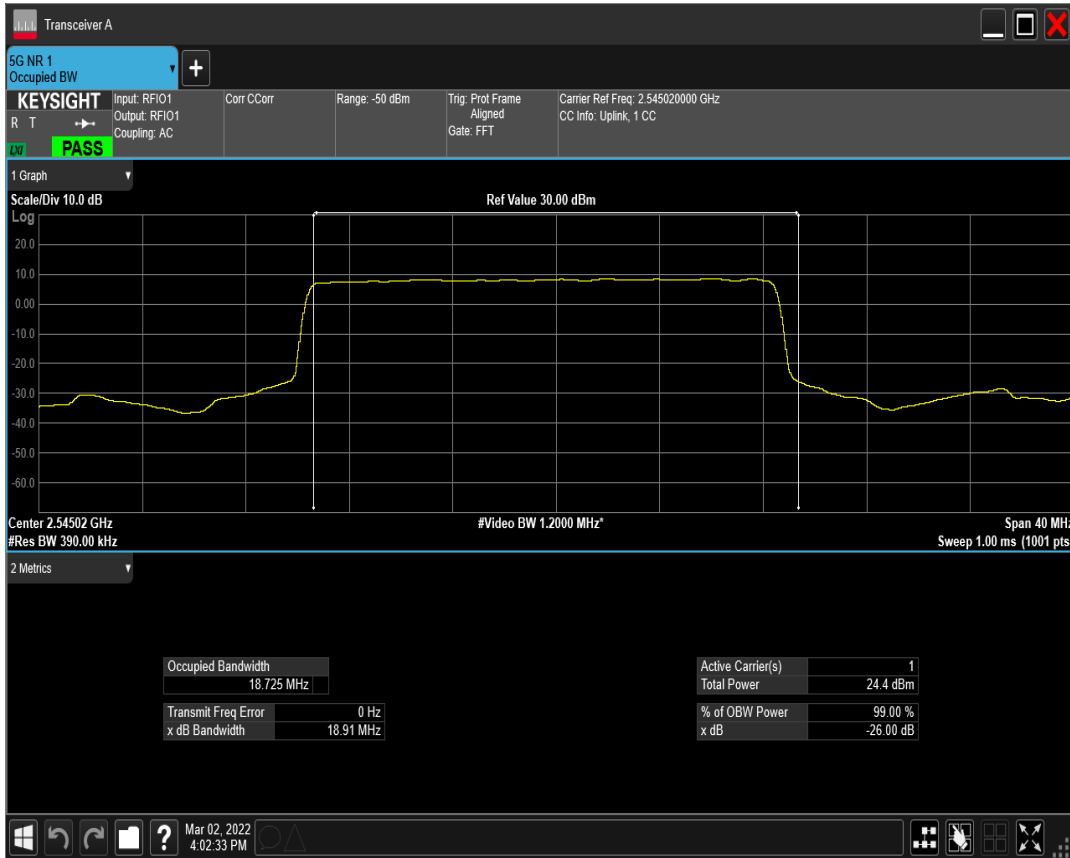 Transceiver A
5G NR 1
Occupied BW
+
KEYSIGHT
R T
LXI
PASS
Input: RFIO1
Output: RFIO1
Coupling: AC
Corr CCorr
Range: -50 dBm
Trig: Prot Frame
Aligned
Gate: FFT
Carrier Ref Freq: 2.545020000 GHz
CC Info: Uplink, 1 CC
1 Graph
Scale/Div 10.0 dB
Ref Value 30.00 dBm
Log
20.0
10.0
0.00
-10.0
-20.0
-30.0
-40.0
-50.0
-60.0
Center 2.54502 GHz
#Video BW 1.2000 MHz*
Span 40 MHz
#Res BW 390.00 kHz
Sweep 1.00 ms (1001 pts
2 Metrics
Occupied Bandwidth
18.725 MHz
Transmit Freq Error 0 Hz
x dB Bandwidth 18.91 MHz
Active Carrier(s) 1
Total Power 24.4 dBm
% of OBW Power 99.00 %
x dB -26.00 dB
?
Mar 02, 2022
4:02:33 PM